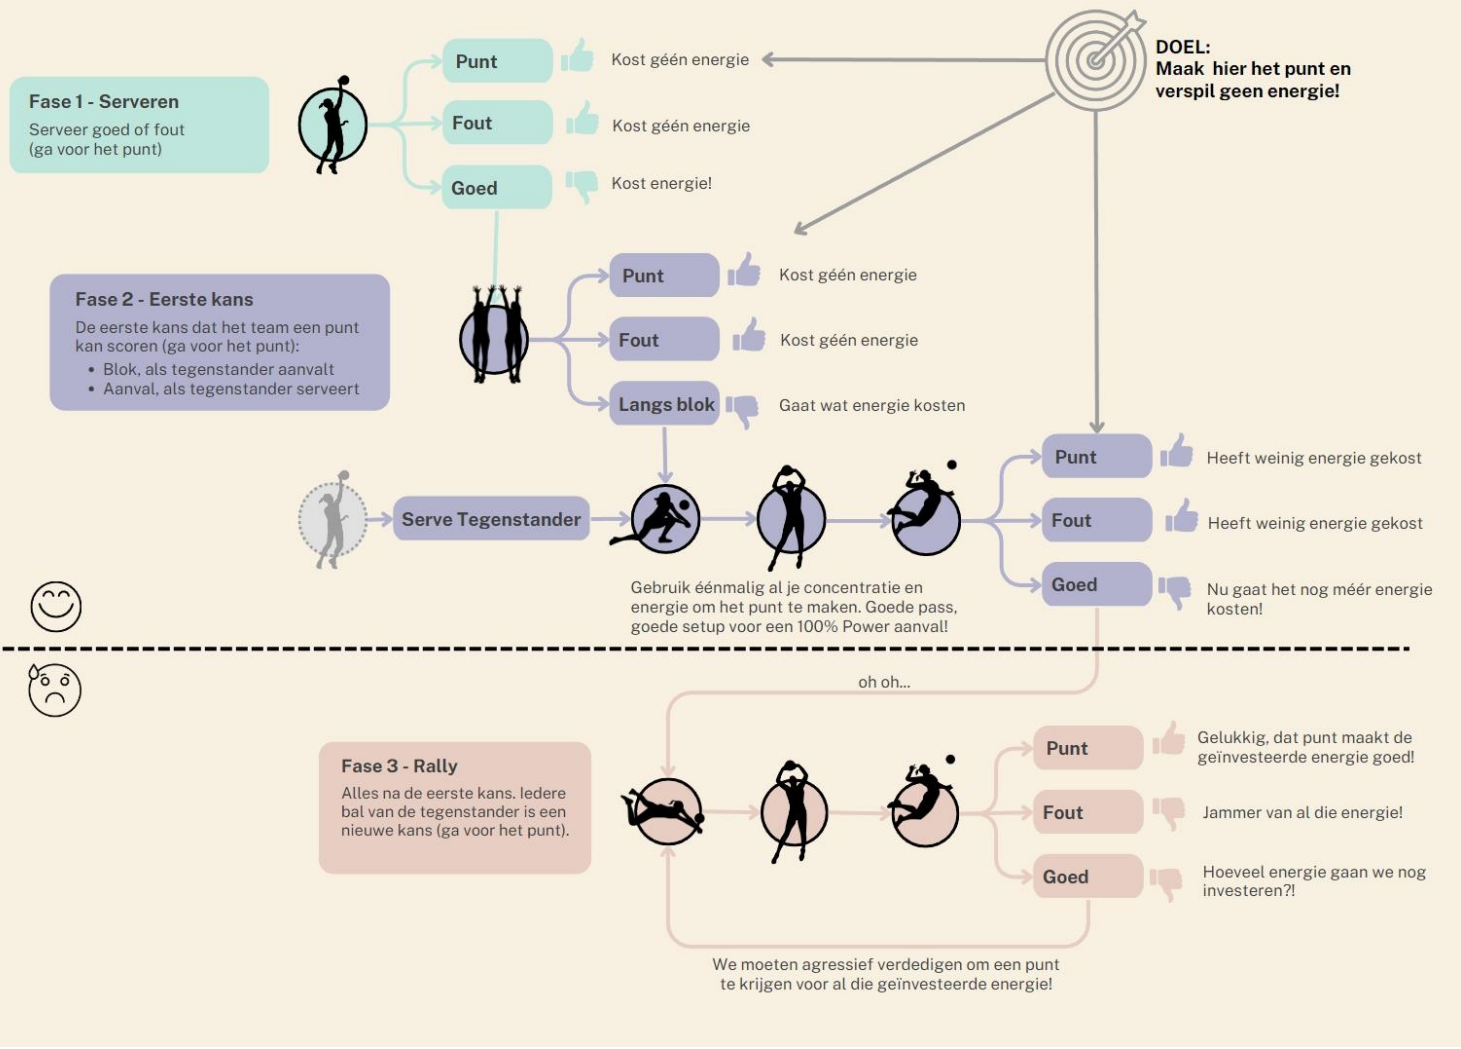 DOEL:
Maak hier het punt en
verspil geen energie!
Fase 1 - Serveren
Serveer goed of fout
(ga voor het punt)
Punt
Kost géén energie
Fout
Kost géén energie
Goed
Kost energie!
Fase 2 - Eerste kans
De eerste kans dat het team een punt
kan scoren (ga voor het punt):
• Blok, als tegenstander aanvalt
• Aanval, als tegenstander serveert
Punt
Kost géén energie
Fout
Kost géén energie
Langs blok
Gaat wat energie kosten
Serve Tegenstander
Gebruik éénmalig al je concentratie en
energie om het punt te maken. Goede pass,
goede setup voor een 100% Power aanval!
Punt
Heeft weinig energie gekost
Fout
Heeft weinig energie gekost
Goed
Nu gaat het nog méér energie
kosten!
oh oh...
Fase 3 - Rally
Alles na de eerste kans. Iedere
bal van de tegenstander is een
nieuwe kans (ga voor het punt).
Punt
Gelukkig, dat punt maakt de
geïnvesteerde energie goed!
Fout
Jammer van al die energie!
Goed
Hoeveel energie gaan we nog
investeren?!
We moeten agressief verdedigen om een punt
te krijgen voor al die geïnvesteerde energie!